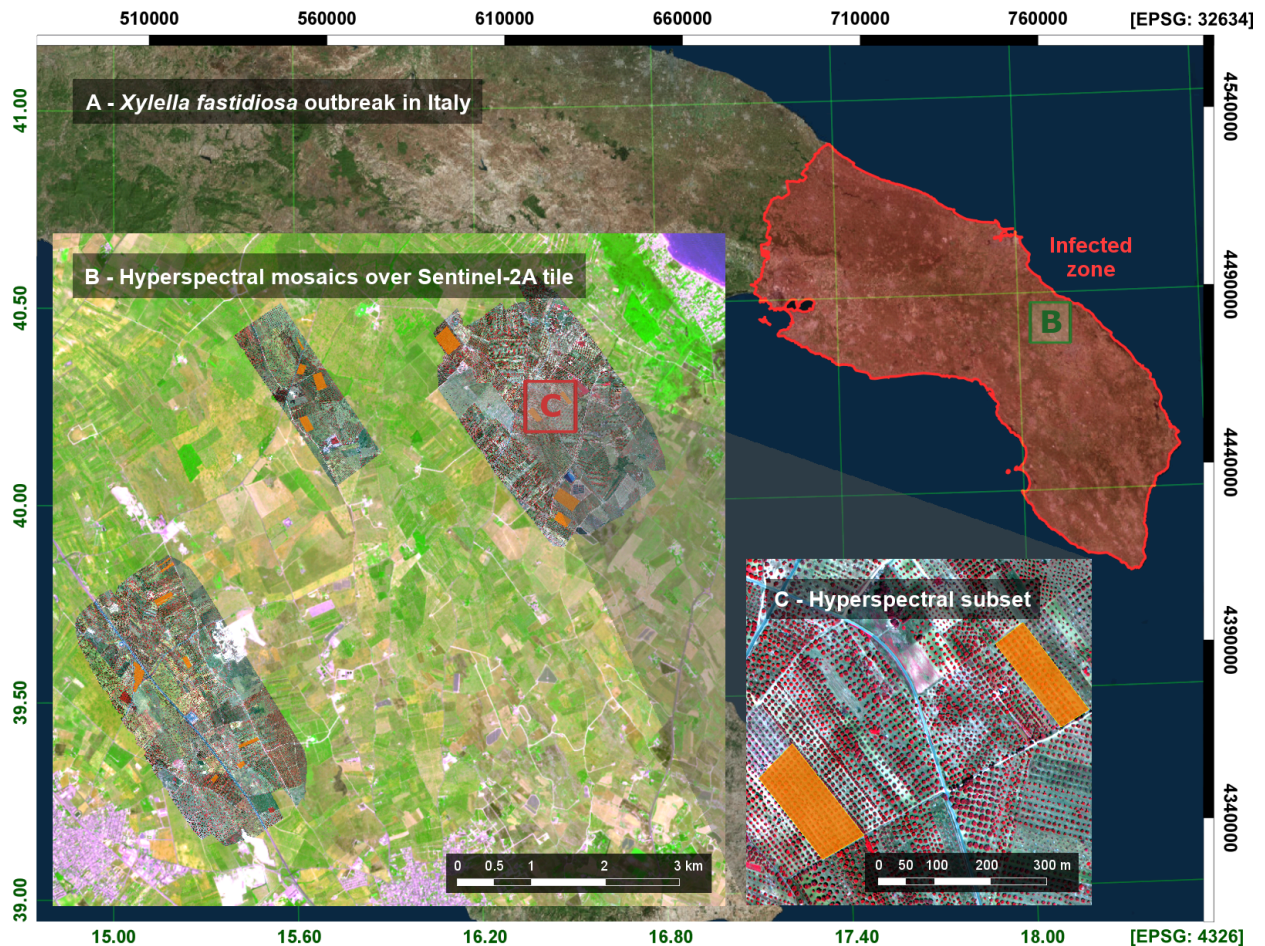 510000 560000 610000 660000 710000 760000 [EPSG: 32634]
A - Xylella fastidiosa outbreak in Italy
41.00
4540000
Infected
zone
B - Hyperspectral mosaics over Sentinel-2A tile
4490000
40.50
B
C
4440000
40.00
C - Hyperspectral subset
4390000
39.50
4340000
0 0.5 1 2 3 km
0 50 100 200 300 m
39.00
15.00 15.60 16.20 16.80 17.40 18.00 [EPSG: 4326]